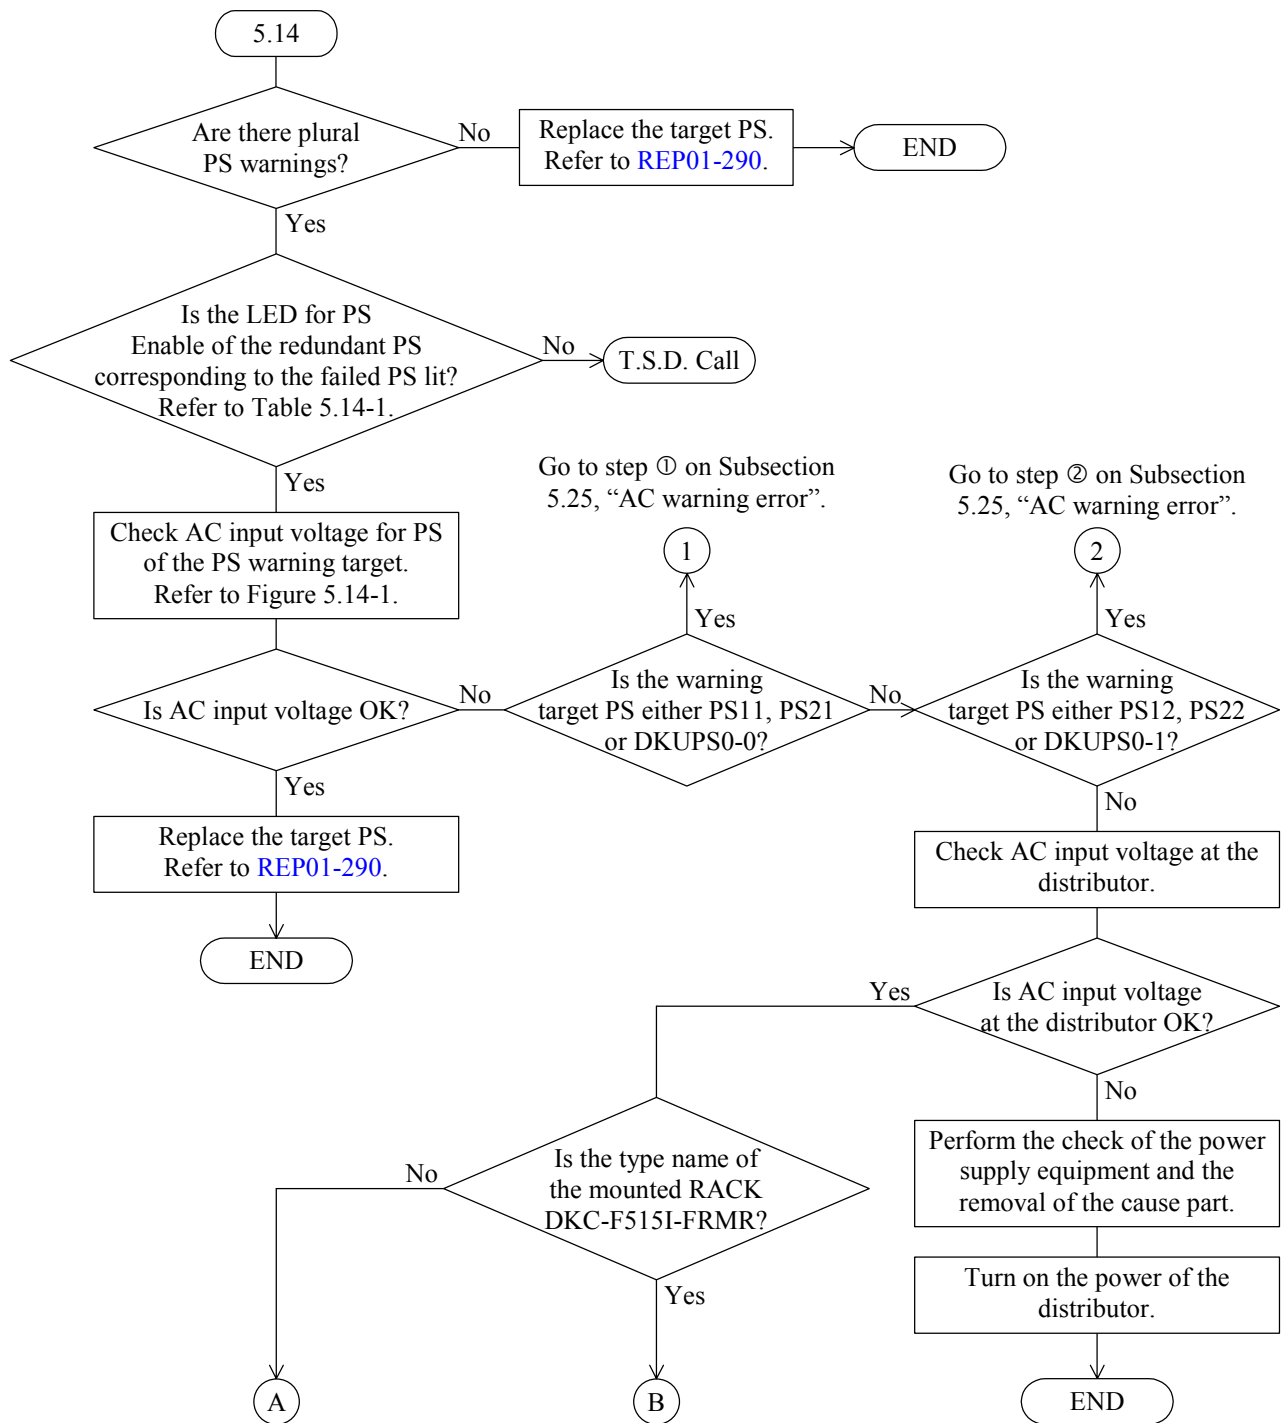 5.14
Are there plural
PS warnings?
No
Replace the target PS.
Refer to REP01-290.
END
Yes
Is the LED for PS
Enable of the redundant PS
corresponding to the failed PS lit?
Refer to Table 5.14-1.
No
T.S.D. Call
Yes
Go to step ① on Subsection
5.25, “AC warning error”.
Go to step ② on Subsection
5.25, “AC warning error”.
Check AC input voltage for PS
of the PS warning target.
Refer to Figure 5.14-1.
1
2
Yes
Yes
Is AC input voltage OK?
No
Is the warning
target PS either PS11, PS21
or DKUPS0-0?
No
Is the warning
target PS either PS12, PS22
or DKUPS0-1?
Yes
No
Replace the target PS.
Refer to REP01-290.
END
Check AC input voltage at the
distributor.
Yes
Is AC input voltage
at the distributor OK?
No
Is the type name of
the mounted RACK
DKC-F515I-FRMR?
No
Yes
Perform the check of the power
supply equipment and the
removal of the cause part.
Turn on the power of the
distributor.
A
B
END